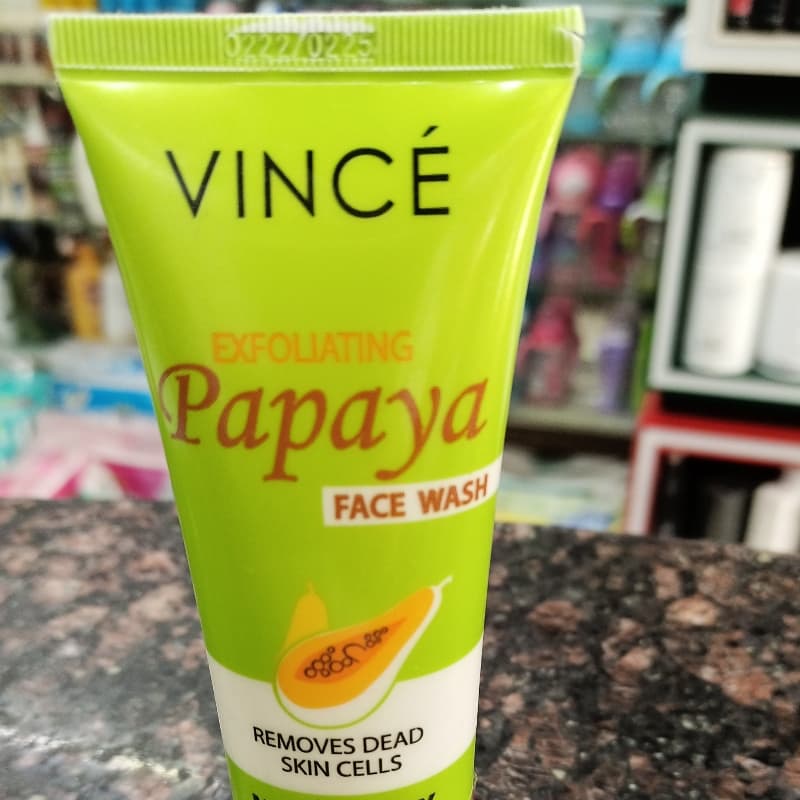 0222/0225
VINCÉ
EXFOLIATING
Papaya
FACE WASH
REMOVES DEAD
SKIN CELLS